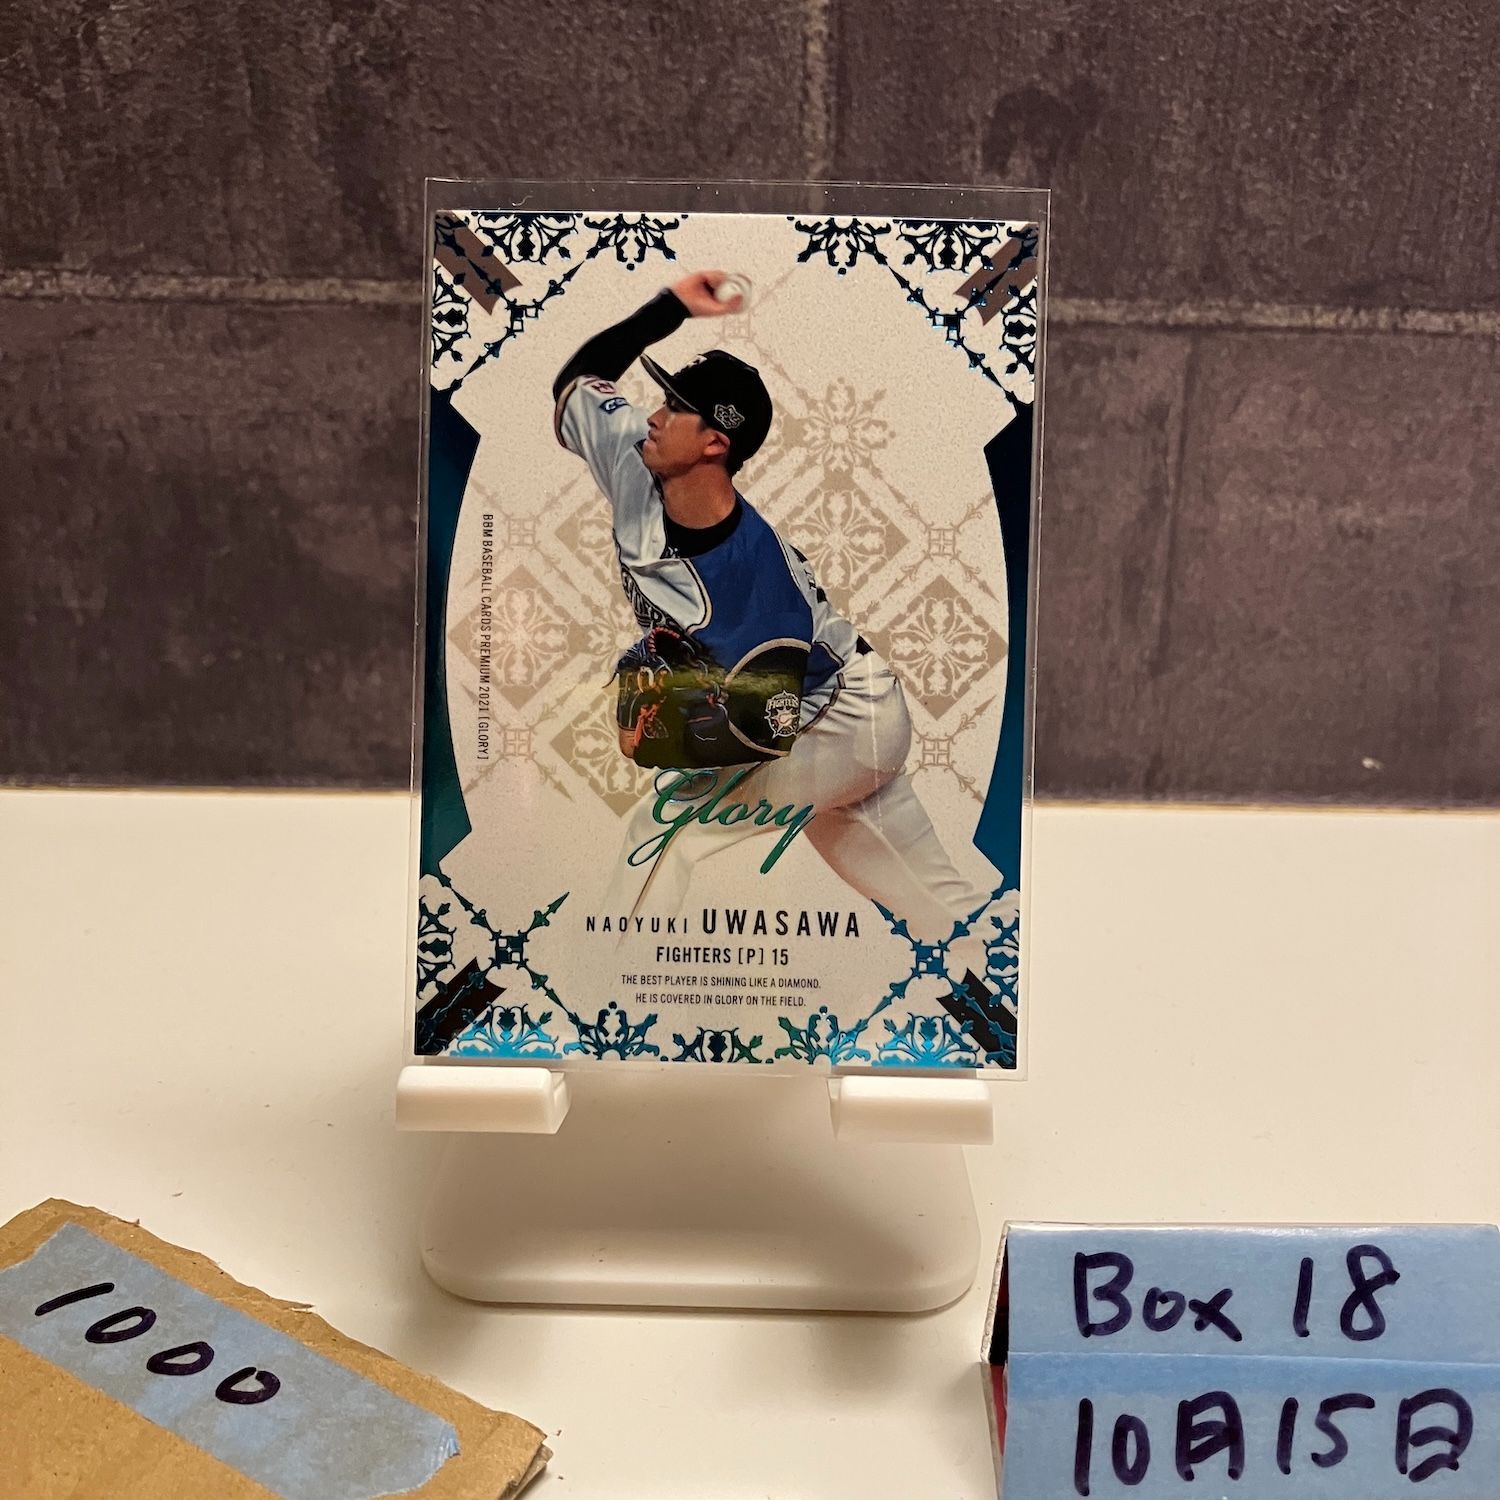 BBM BASEBALL CARDS PREMIUM 2021 [GLORY]
FIGHTERS
Glory
NAOYUKI UWASAWA
FIGHTERS [P] 15
THE BEST PLAYER IS SHINING LIKE A DIAMOND.
HE IS COVERED IN GLORY ON THE FIELD.
1000
Box 18
10月15日